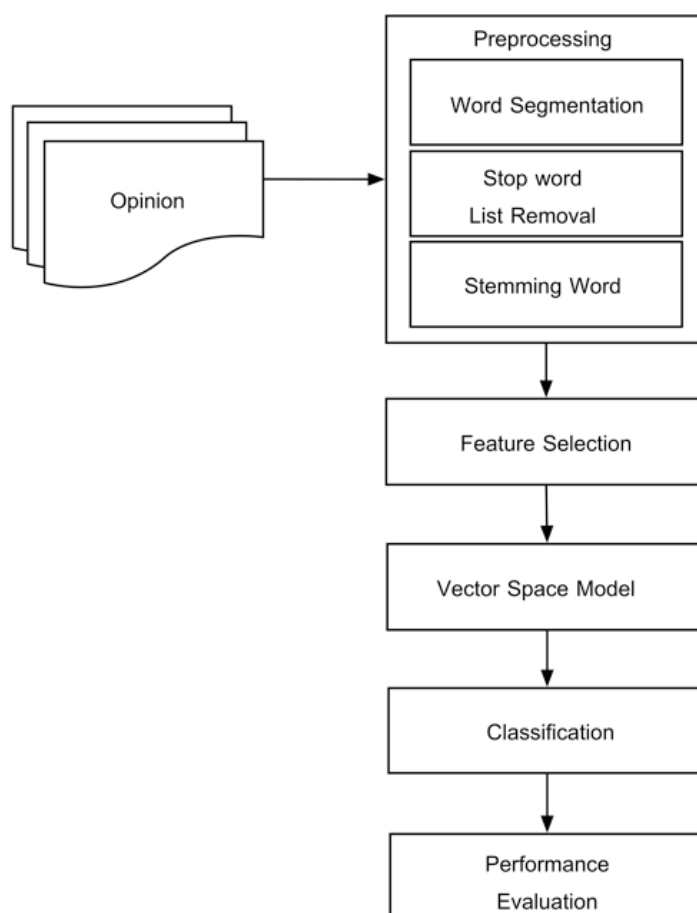 Preprocessing
Word Segmentation
Opinion
Stop word
List Removal
Stemming Word
Feature Selection
Vector Space Model
Classification
Performance
Evaluation